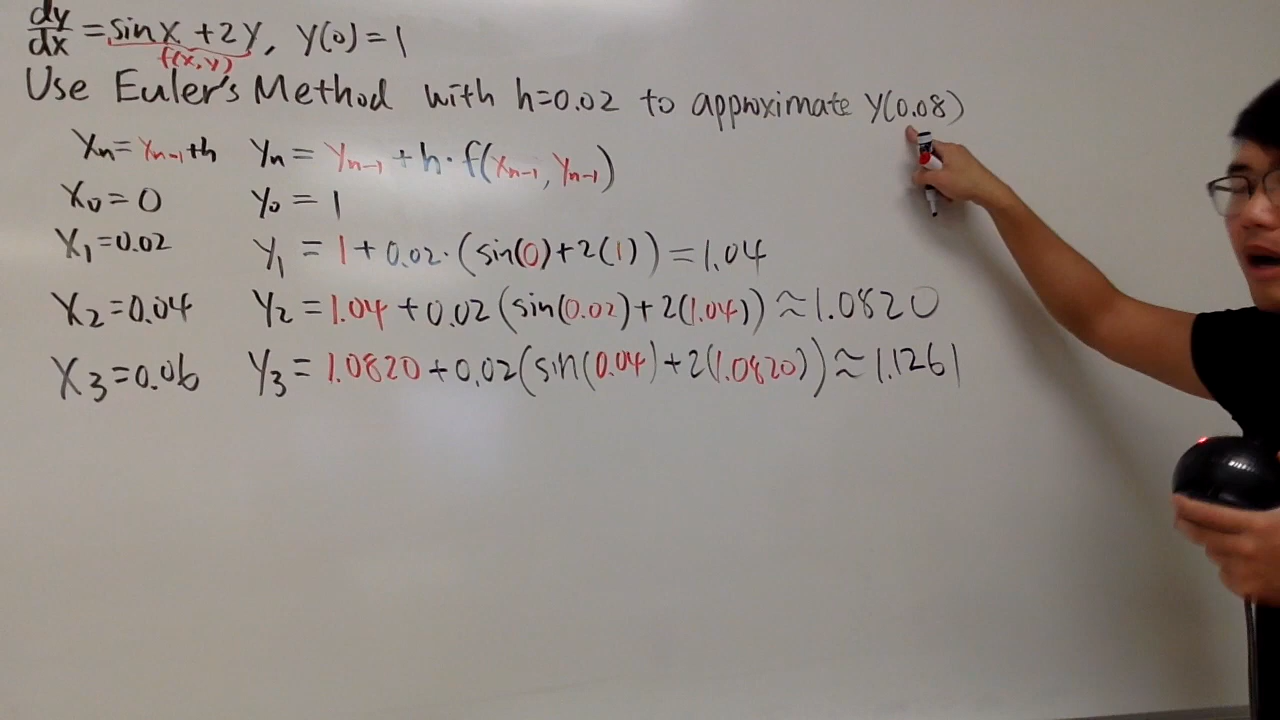 dy/dx = sinx + 2y, y(0) = 1
f(x,y)
Use Euler's Method with h=0.02 to approximate y(0.08)
Xn = Xn-1 + h yn = yn-1 + h · f(xn-1, yn-1)
X0 = 0 y0 = 1
X1 = 0.02 y1 = 1 + 0.02 · (sin(0) + 2(1)) = 1.04
X2 = 0.04 y2 = 1.04 + 0.02 (sin(0.02) + 2(1.04)) ≈ 1.0820
X3 = 0.06 y3 = 1.0820 + 0.02 (sin(0.04) + 2(1.0820)) ≈ 1.1261